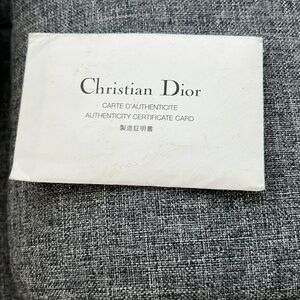 Christian Dior
CARTE D'AUTHENTICITE
AUTHENTICITY CERTIFICATE CARD
製造証明書